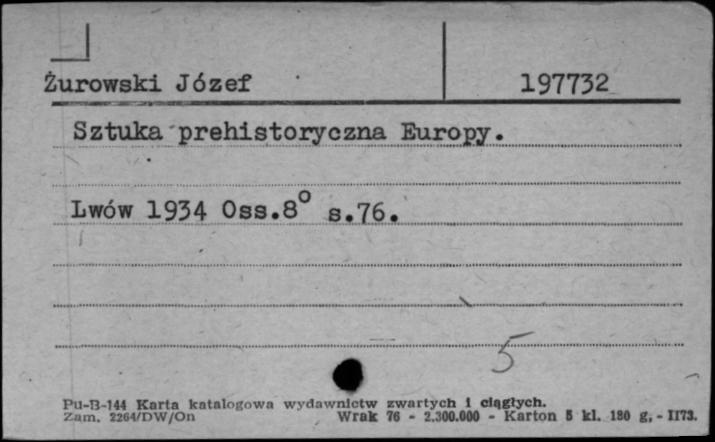 Żurowski Józef 197732
Sztuka prehistoryczna Europy.
Lwów 1934 Oss.8° s.76.
5
Pu-B-144 Karta katalogowa wydawnictw zwartych i ciągłych.
Zam. 2264/DW/On Wrak 76 - 2.300.000 - Karton 5 kl. 180 g, - II73.